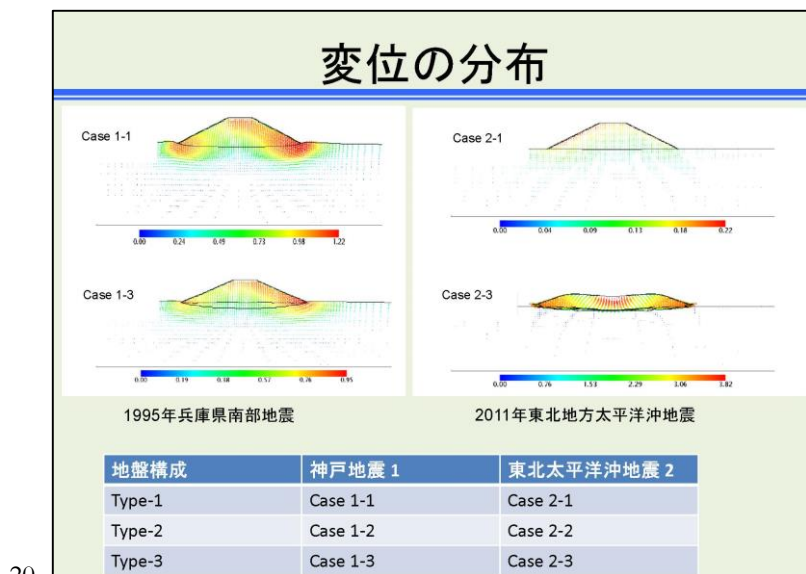 変位の分布
Case 1-1
0.00 0.24 0.49 0.73 0.98 1.22
Case 2-1
0.00 0.04 0.09 0.13 0.18 0.22
Case 1-3
0.00 0.19 0.38 0.57 0.76 0.95
Case 2-3
0.00 0.76 1.53 2.29 3.06 3.82
1995年兵庫県南部地震
2011年東北地方太平洋沖地震
地盤構成 神戸地震 1 東北太平洋沖地震 2
Type-1 Case 1-1 Case 2-1
Type-2 Case 1-2 Case 2-2
Type-3 Case 1-3 Case 2-3